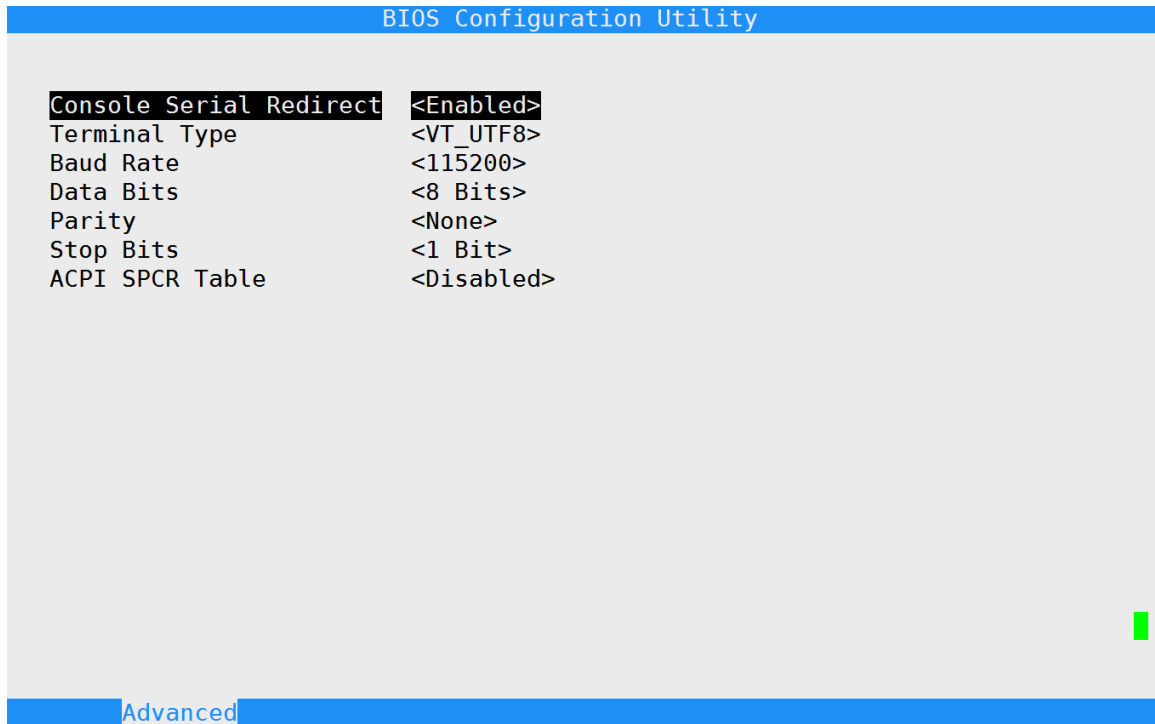 BIOS Configuration Utility
Console Serial Redirect <Enabled>
Terminal Type <VT_UTF8>
Baud Rate <115200>
Data Bits <8 Bits>
Parity <None>
Stop Bits <1 Bit>
ACPI SPCR Table <Disabled>
Advanced